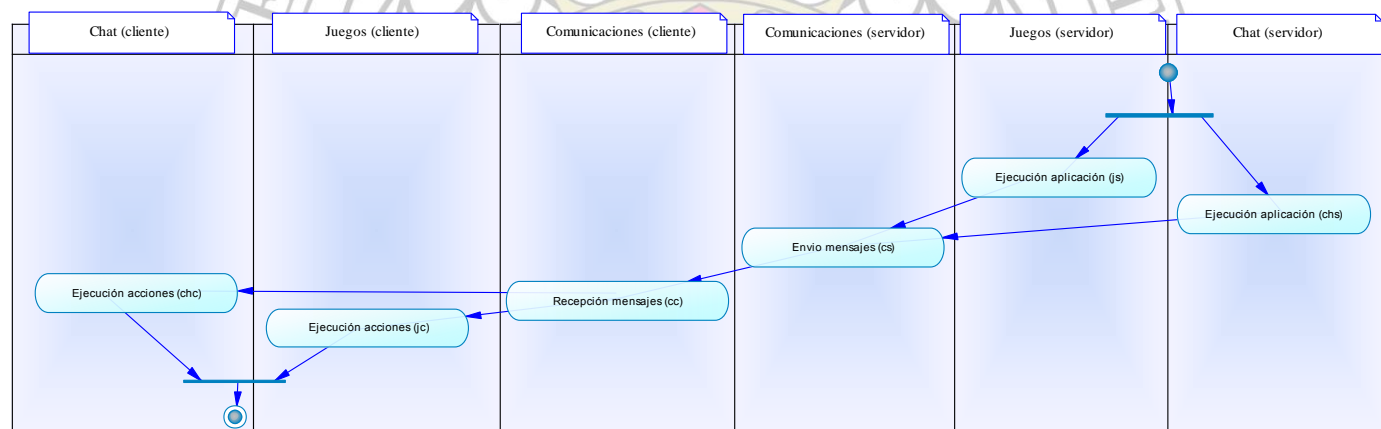 Chat (cliente)
Juegos (cliente)
Comunicaciones (cliente)
Comunicaciones (servidor)
Juegos (servidor)
Chat (servidor)
Ejecución aplicación (js)
Ejecución aplicación (chs)
Envio mensajes (cs)
Ejecución acciones (chc)
Recepción mensajes (cc)
Ejecución acciones (jc)